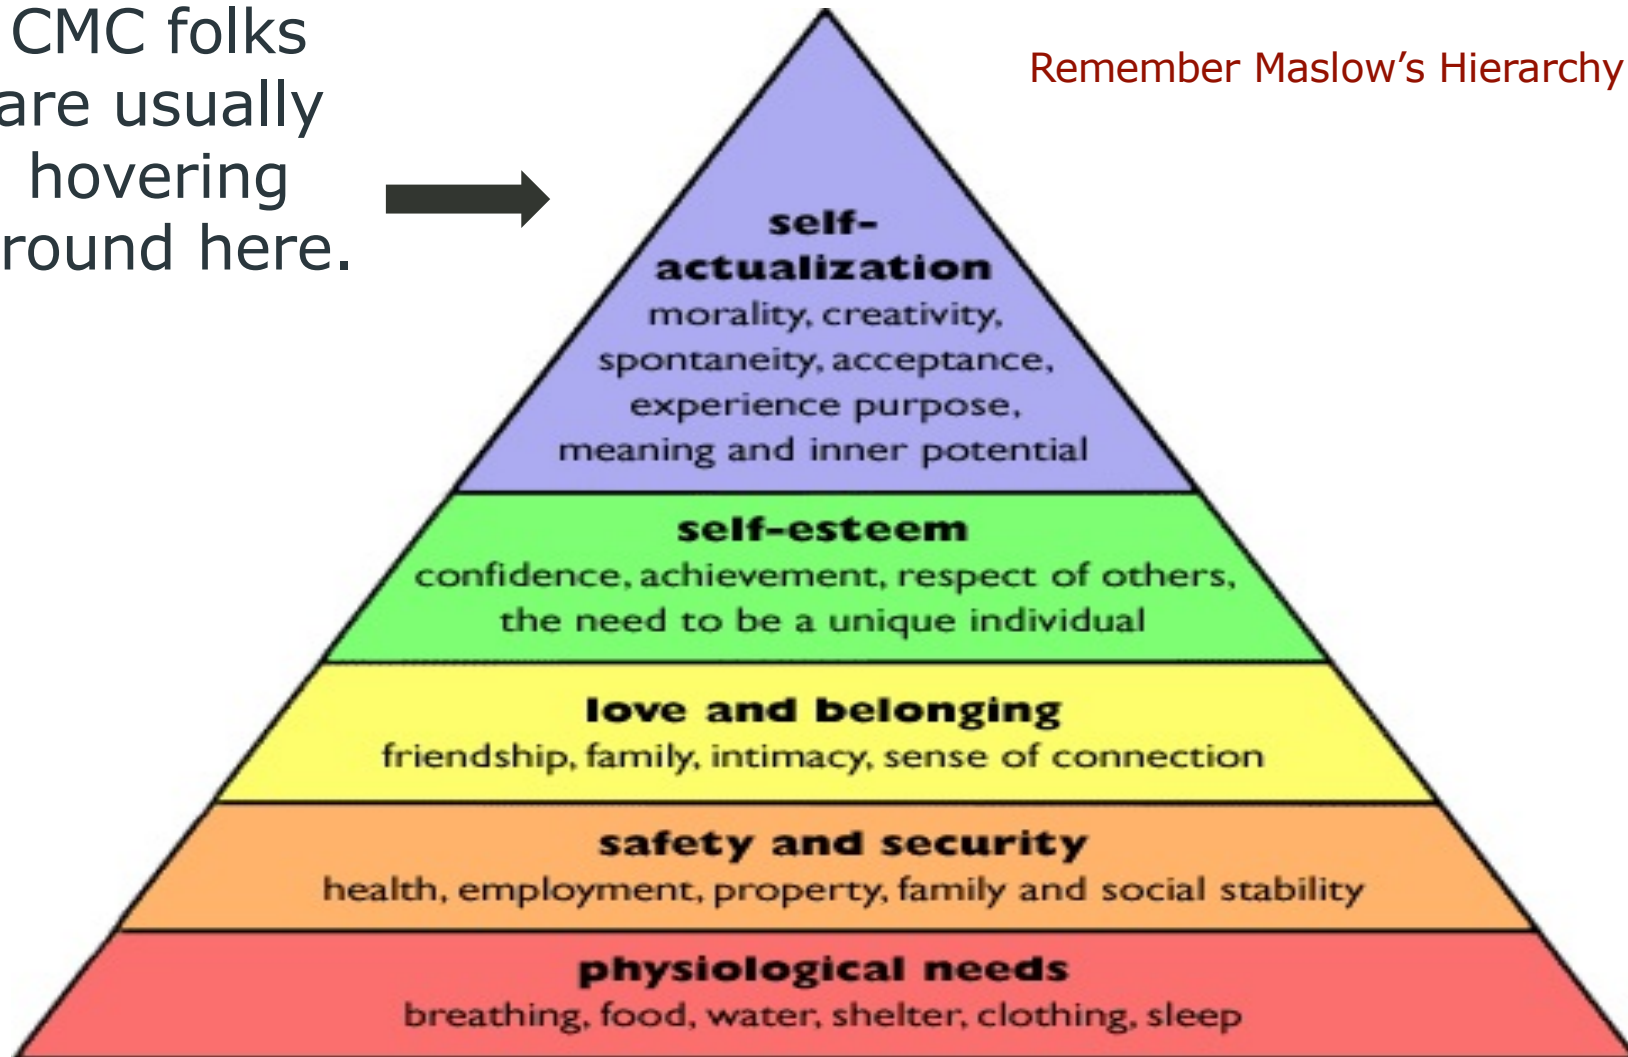 CMC folks
are usually
hovering
round here.
Remember Maslow’s Hierarchy
self-
actualization
morality, creativity,
spontaneity, acceptance,
experience purpose,
meaning and inner potential
self-esteem
confidence, achievement, respect of others,
the need to be a unique individual
love and belonging
friendship, family, intimacy, sense of connection
safety and security
health, employment, property, family and social stability
physiological needs
breathing, food, water, shelter, clothing, sleep